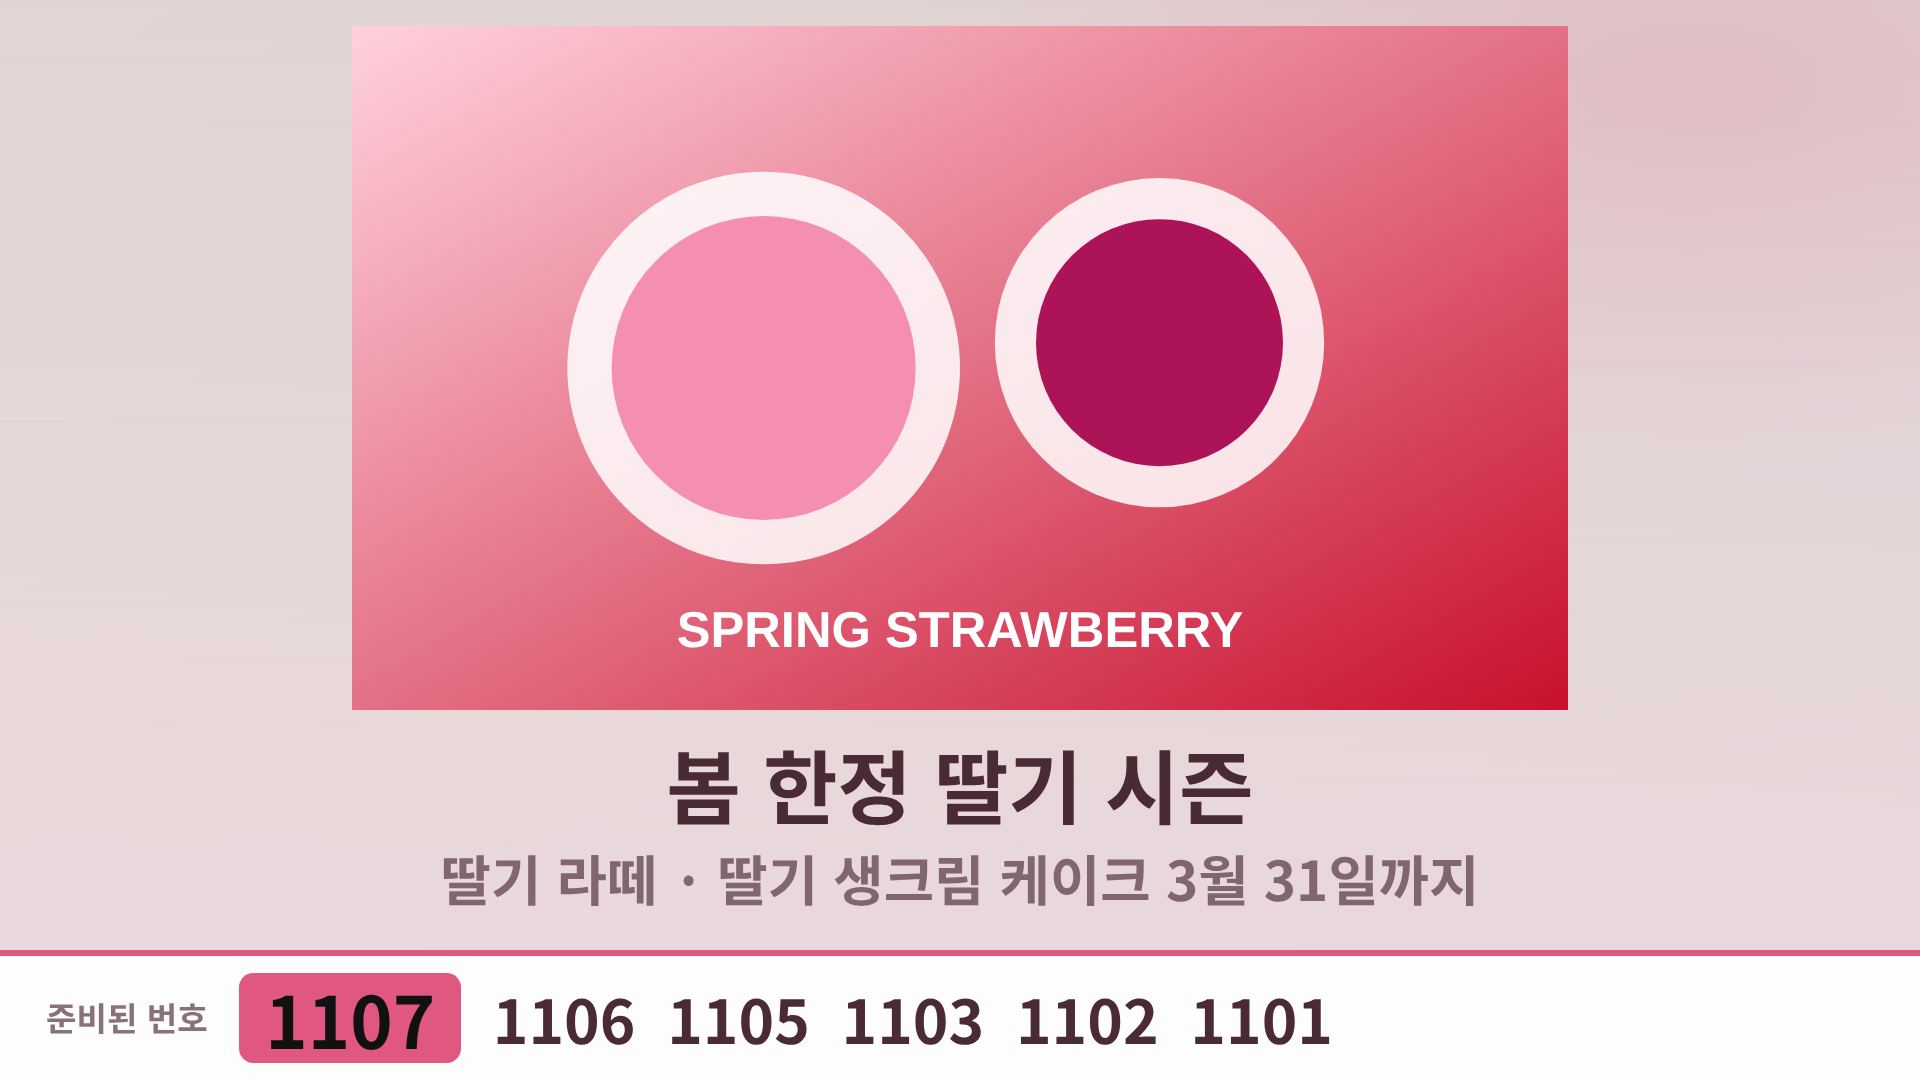 SPRING STRAWBERRY
봄 한정 딸기 시즌
딸기 라떼 · 딸기 생크림 케이크 3월 31일까지
준비된 번호 1107 1106 1105 1103 1102 1101